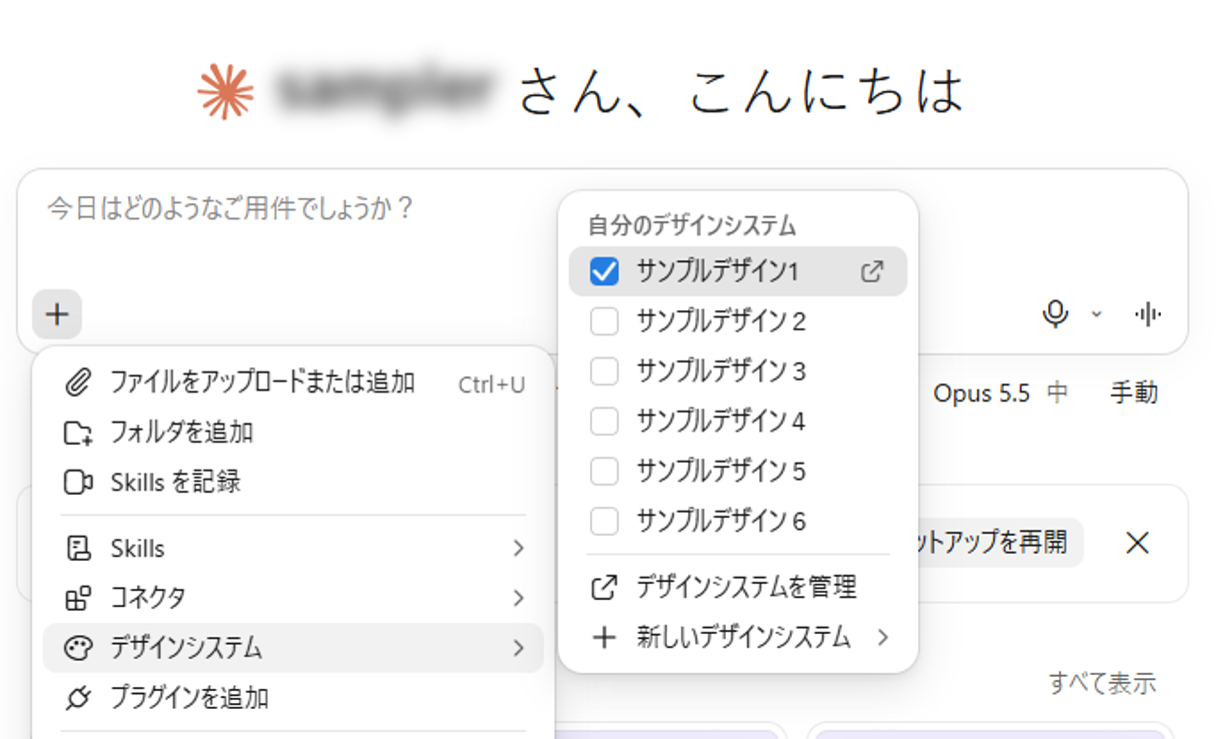 さん、こんにちは
今日はどのようなご用件でしょうか？
自分のデザインシステム
サンプルデザイン1
サンプルデザイン 2
サンプルデザイン 3
サンプルデザイン 4
サンプルデザイン 5
サンプルデザイン 6
デザインシステムを管理
新しいデザインシステム
ファイルをアップロードまたは追加 Ctrl+U
フォルダを追加
Skills を記録
Skills
コネクタ
デザインシステム
プラグインを追加
Opus 5.5 中 手動
ットアップを再開
すべて表示